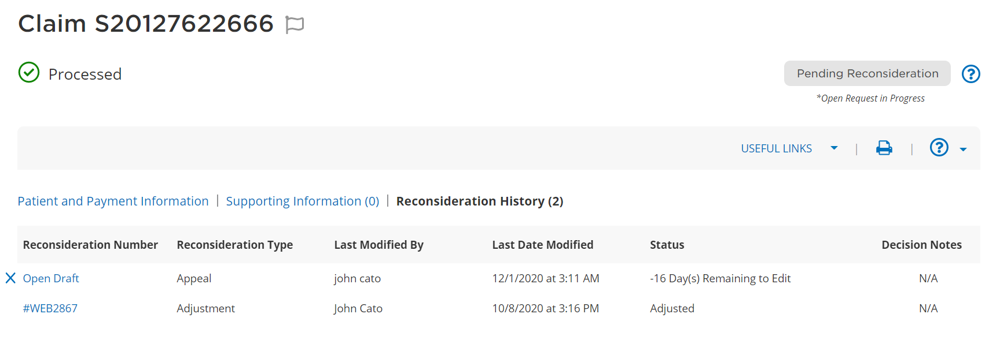 Claim S20127622666
Processed
Pending Reconsideration
*Open Request in Progress
USEFUL LINKS | |
Patient and Payment Information | Supporting Information (0) | Reconsideration History (2)
Reconsideration Number Reconsideration Type Last Modified By Last Date Modified Status Decision Notes
Open Draft Appeal john cato 12/1/2020 at 3:11 AM -16 Day(s) Remaining to Edit N/A
#WEB2867 Adjustment John Cato 10/8/2020 at 3:16 PM Adjusted N/A